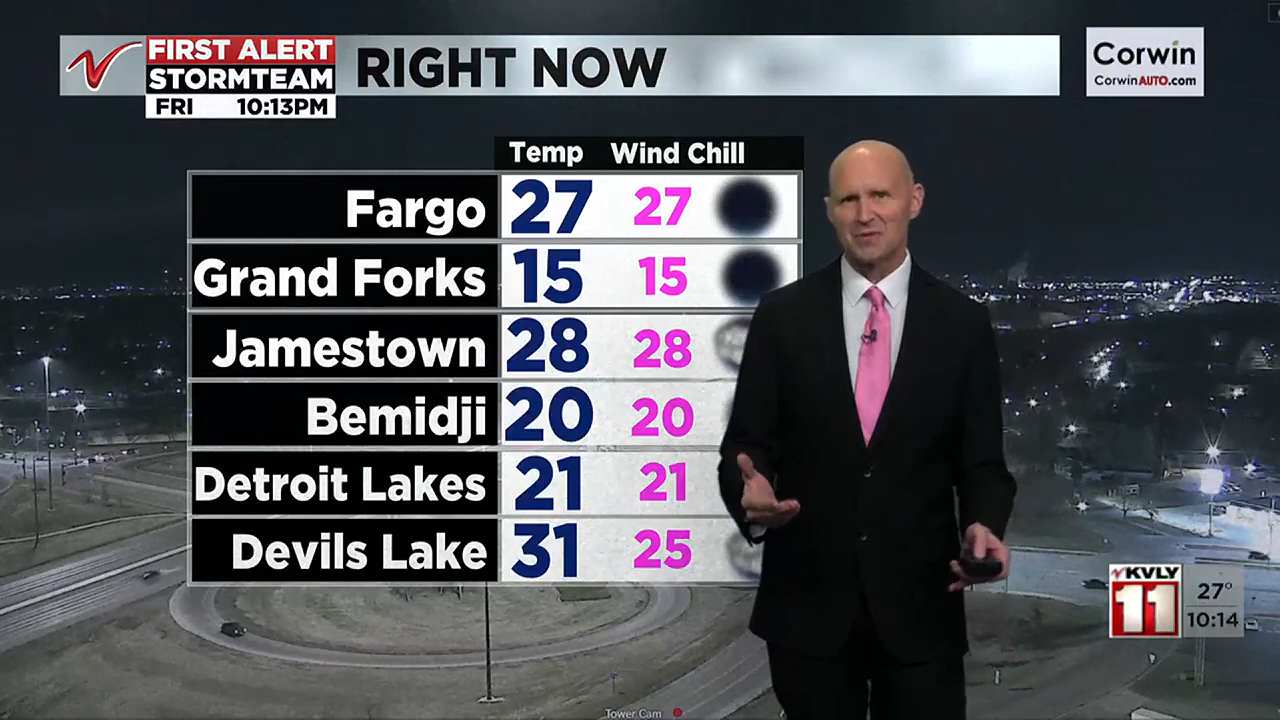 FIRST ALERT
STORMTEAM
FRI 10:13PM
RIGHT NOW
Corwin
CorwinAUTO.com
Temp Wind Chill
Fargo 27 27
Grand Forks 15 15
Jamestown 28 28
Bemidji 20 20
Detroit Lakes 21 21
Devils Lake 31 25
KVLY
11
27°
10:14
Tower Cam